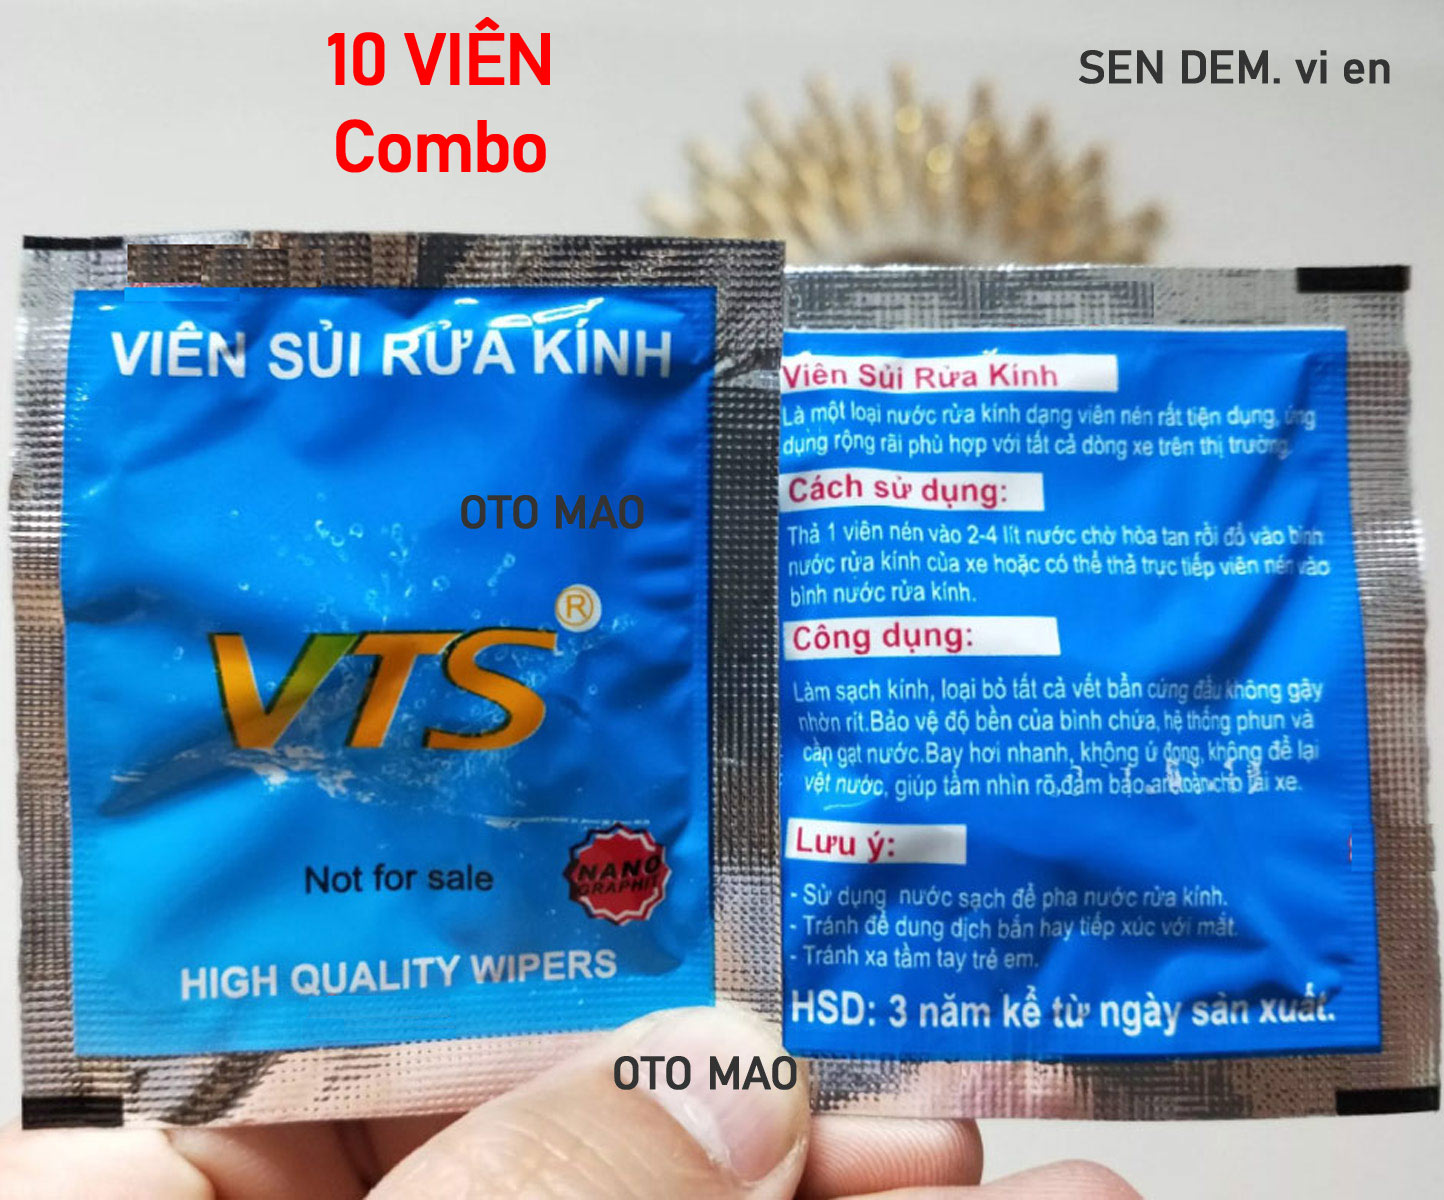 10 VIÊN
Combo
SEN DEM. vi en
VIÊN SỦI RỬA KÍNH
OTO MAO
VTS®
Not for sale
NANO
GRAPHIT
HIGH QUALITY WIPERS
OTO MAO
Viên Sủi Rửa Kính
Là một loại nước rửa kính dạng viên nén rất tiện dụng, ứng
dụng rộng rãi phù hợp với tất cả dòng xe trên thị trường.
Cách sử dụng:
Thả 1 viên nén vào 2-4 lít nước chờ hòa tan rồi đổ vào bình
nước rửa kính của xe hoặc có thể thả trực tiếp viên nén vào
bình nước rửa kính.
Công dụng:
Làm sạch kính, loại bỏ tất cả vết bẩn cứng đầu không gây
nhờn rít.Bảo vệ độ bền của bình chứa, hệ thống phun và
cần gạt nước.Bay hơi nhanh, không ứ đọng, không để lại
vệt nước, giúp tầm nhìn rõ,đảm bảo an toàn cho lái xe.
Lưu ý:
- Sử dụng nước sạch để pha nước rửa kính.
- Tránh để dung dịch bắn hay tiếp xúc với mắt.
- Tránh xa tầm tay trẻ em.
HSD: 3 năm kể từ ngày sản xuất.